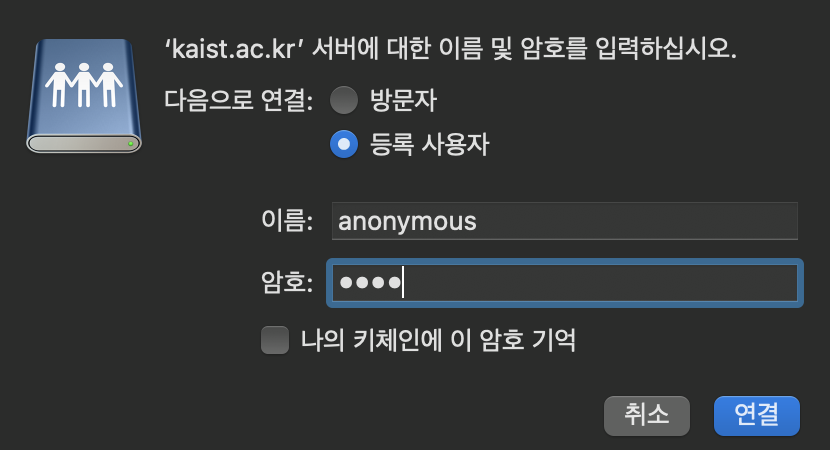 ‘kaist.ac.kr’ 서버에 대한 이름 및 암호를 입력하십시오.
다음으로 연결: 방문자
등록 사용자
이름: anonymous
암호: ●●●●
나의 키체인에 이 암호 기억
취소 연결